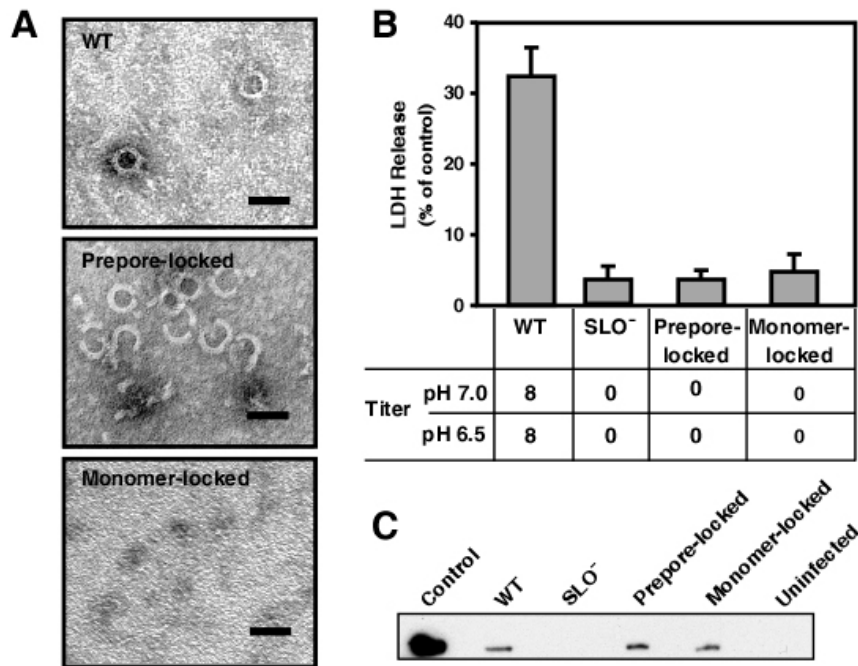 A
WT
Prepore-locked
Monomer-locked
B
LDH Release
(% of control)
40
30
20
10
0
WT SLO⁻ Prepore-locked Monomer-locked
Titer
pH 7.0 8 0 0 0
pH 6.5 8 0 0 0
C
Control WT SLO⁻ Prepore-locked Monomer-locked Uninfected